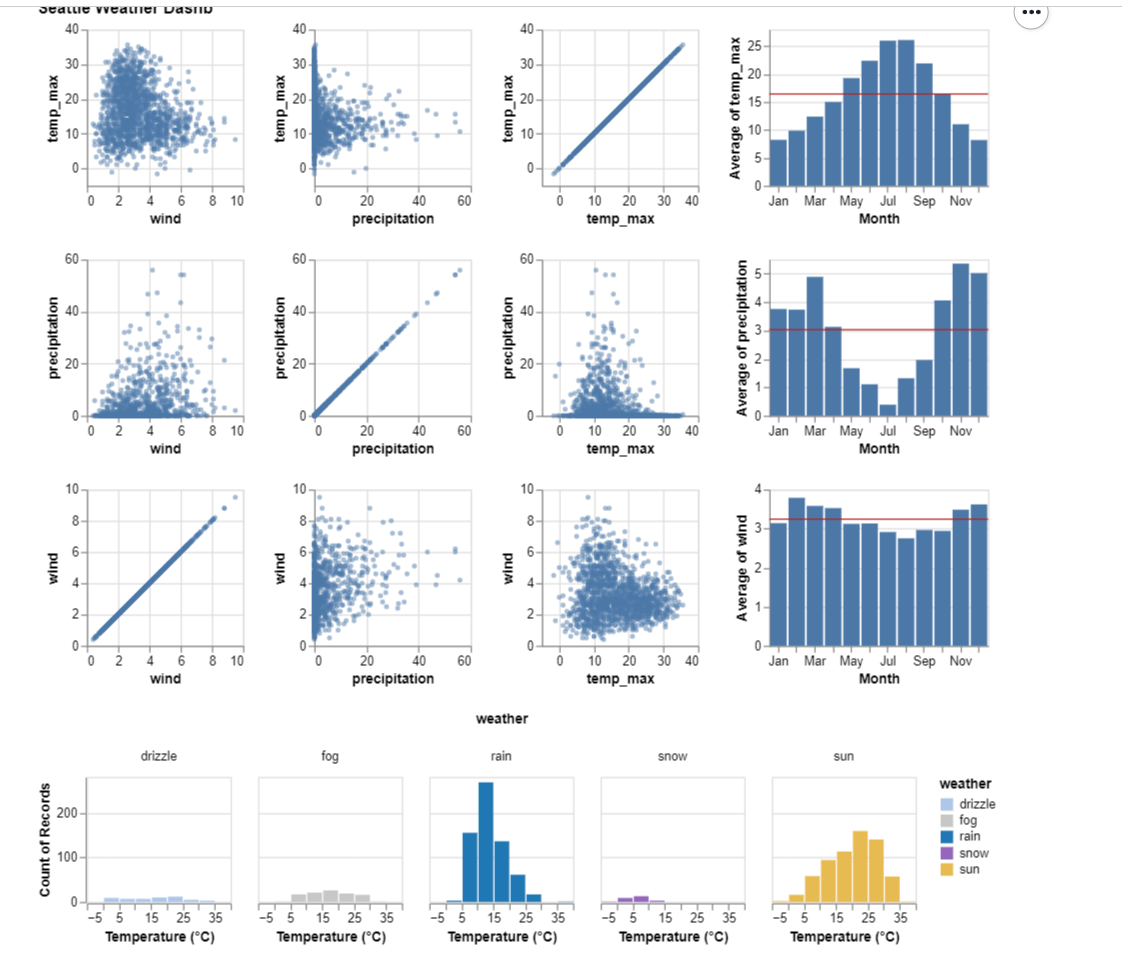 Seattle Weather Dashb
temp_max
40
30
20
10
0
0 2 4 6 8 10
wind
temp_max
40
30
20
10
0
0 20 40 60
precipitation
temp_max
40
30
20
10
0
0 10 20 30 40
temp_max
Average of temp_max
25
20
15
10
5
0
Jan Mar May Jul Sep Nov
Month
precipitation
60
40
20
0
0 2 4 6 8 10
wind
precipitation
60
40
20
0
0 20 40 60
precipitation
precipitation
60
40
20
0
0 10 20 30 40
temp_max
Average of precipitation
5
4
3
2
1
0
Jan Mar May Jul Sep Nov
Month
wind
10
8
6
4
2
0
0 2 4 6 8 10
wind
wind
10
8
6
4
2
0
0 20 40 60
precipitation
wind
10
8
6
4
2
0
0 10 20 30 40
temp_max
Average of wind
4
3
2
1
0
Jan Mar May Jul Sep Nov
Month
weather
drizzle fog rain snow sun
Count of Records
200
100
0
−5 5 15 25 35
Temperature (°C)
−5 5 15 25 35
Temperature (°C)
−5 5 15 25 35
Temperature (°C)
−5 5 15 25 35
Temperature (°C)
−5 5 15 25 35
Temperature (°C)
weather
drizzle
fog
rain
snow
sun